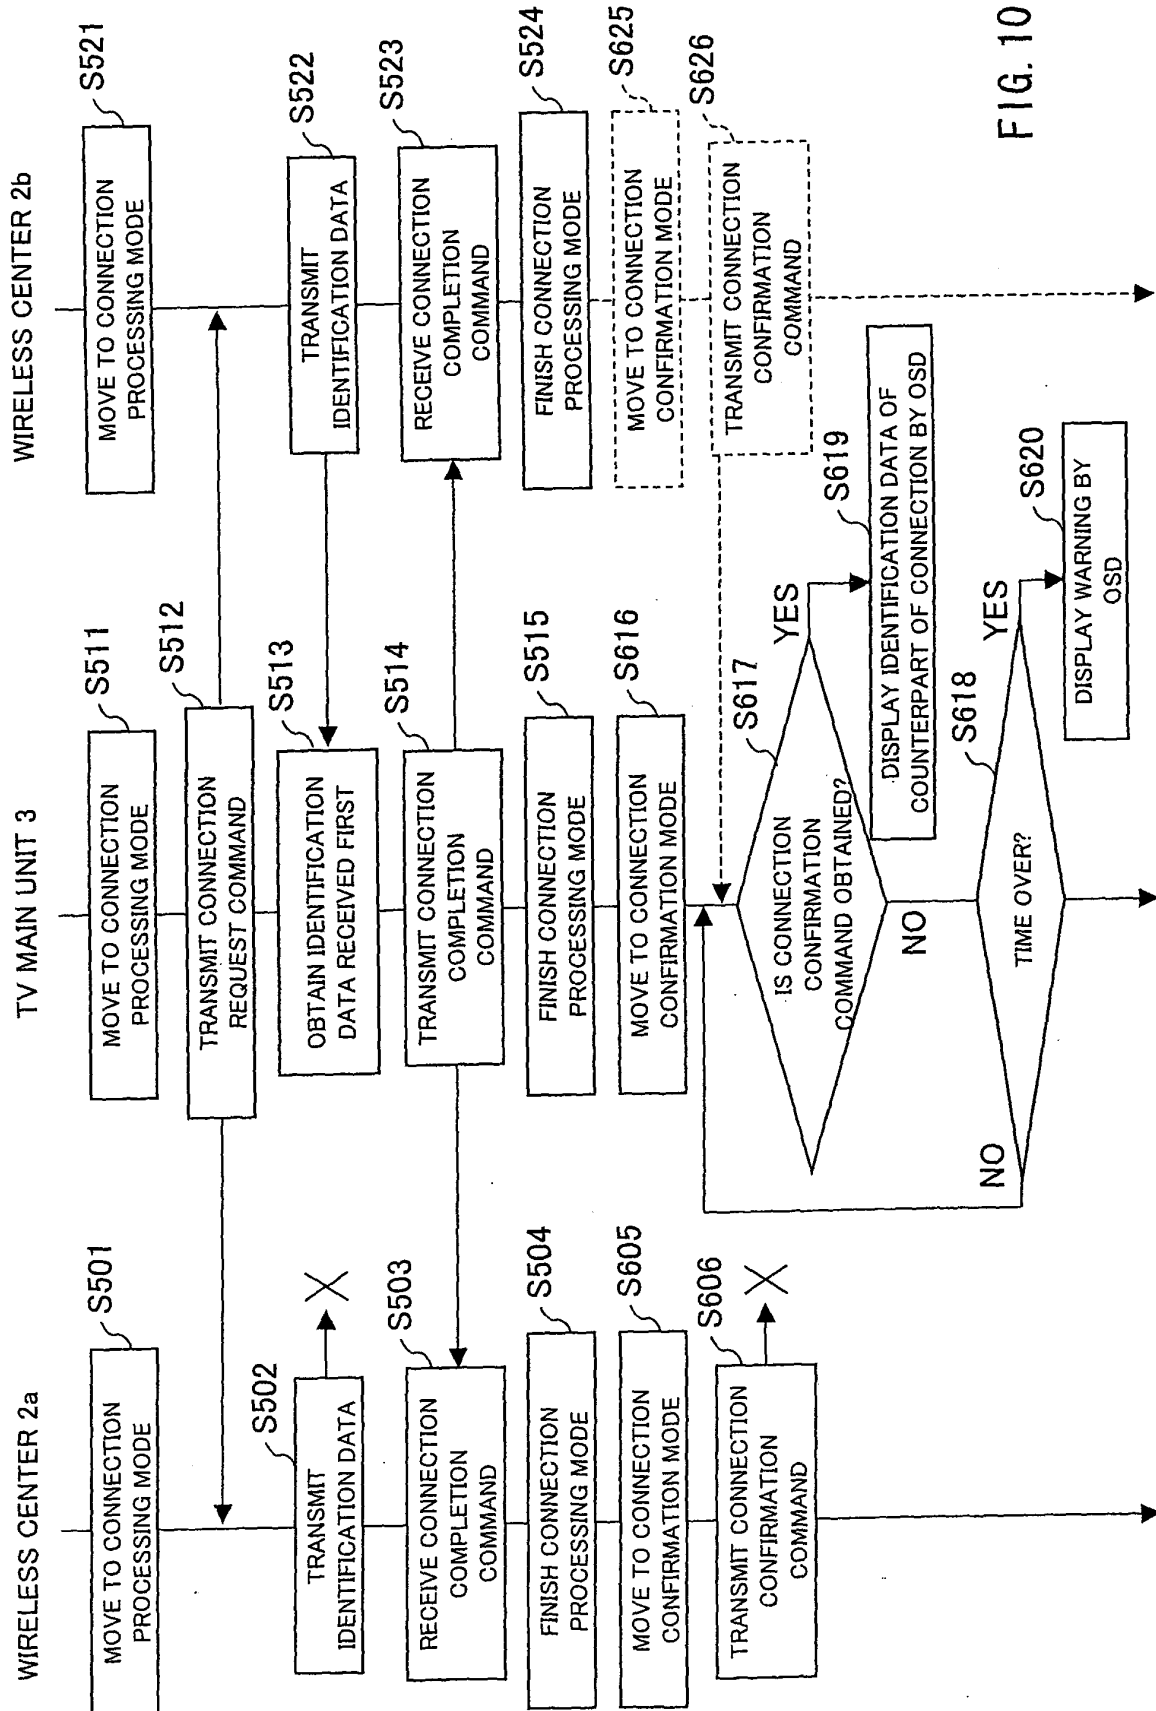 WIRELESS CENTER 2a
S501
MOVE TO CONNECTION
PROCESSING MODE
S502
TRANSMIT
IDENTIFICATION DATA
X
S503
RECEIVE CONNECTION
COMPLETION
COMMAND
S504
FINISH CONNECTION
PROCESSING MODE
S605
MOVE TO CONNECTION
CONFIRMATION MODE
S606
TRANSMIT CONNECTION
CONFIRMATION
COMMAND
X
TV MAIN UNIT 3
S511
MOVE TO CONNECTION
PROCESSING MODE
S512
TRANSMIT CONNECTION
REQUEST COMMAND
S513
OBTAIN IDENTIFICATION
DATA RECEIVED FIRST
S514
TRANSMIT CONNECTION
COMPLETION
COMMAND
S515
FINISH CONNECTION
PROCESSING MODE
S616
MOVE TO CONNECTION
CONFIRMATION MODE
S617
IS CONNECTION
CONFIRMATION
COMMAND OBTAINED?
YES
NO
S619
DISPLAY IDENTIFICATION DATA OF
COUNTERPART OF CONNECTION BY OSD
S618
TIME OVER?
YES
NO
S620
DISPLAY WARNING BY
OSD
WIRELESS CENTER 2b
S521
MOVE TO CONNECTION
PROCESSING MODE
S522
TRANSMIT
IDENTIFICATION DATA
S523
RECEIVE CONNECTION
COMPLETION
COMMAND
S524
FINISH CONNECTION
PROCESSING MODE
S625
MOVE TO CONNECTION
CONFIRMATION MODE
S626
TRANSMIT CONNECTION
CONFIRMATION
COMMAND
FIG. 10